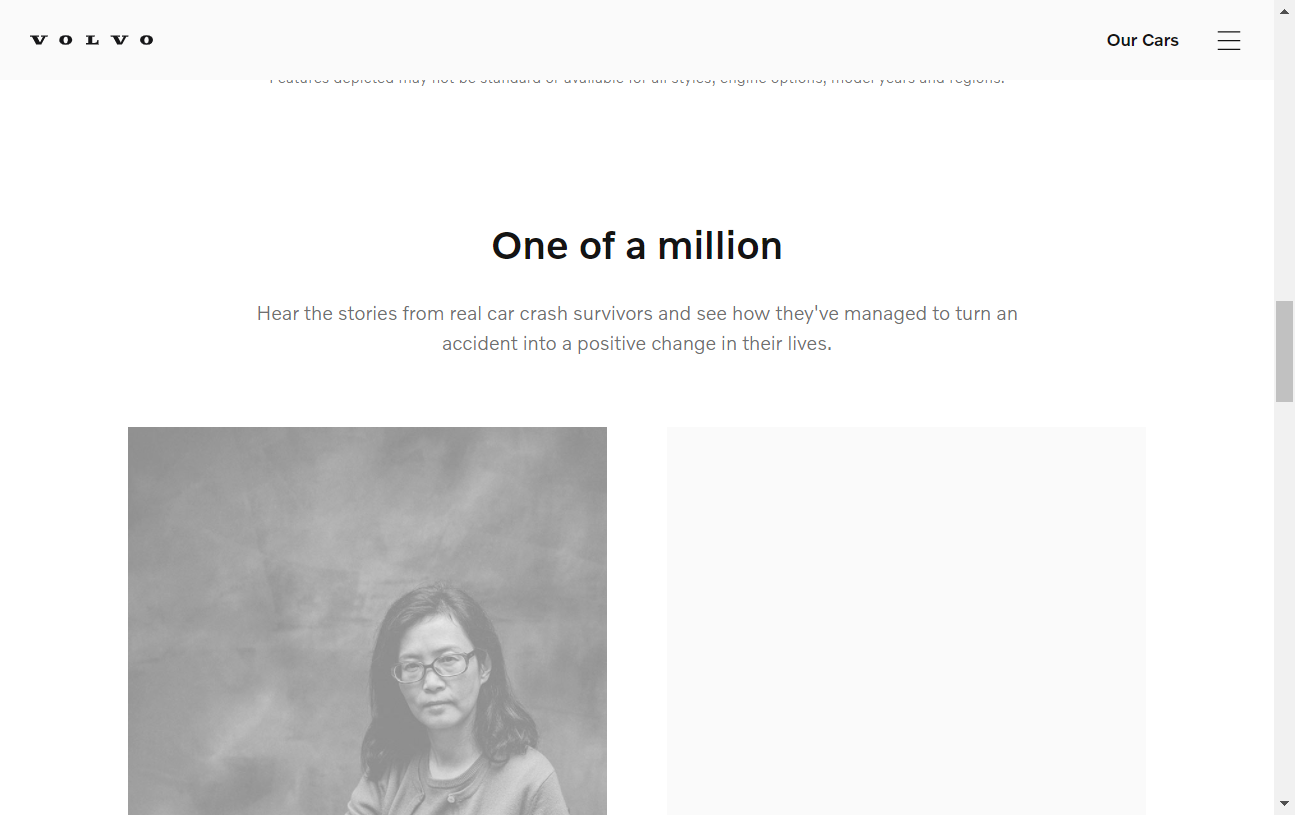 VOLVO
Our Cars
Features depicted may not be standard or available for all styles, engine options, model years and regions.
One of a million
Hear the stories from real car crash survivors and see how they've managed to turn an
accident into a positive change in their lives.